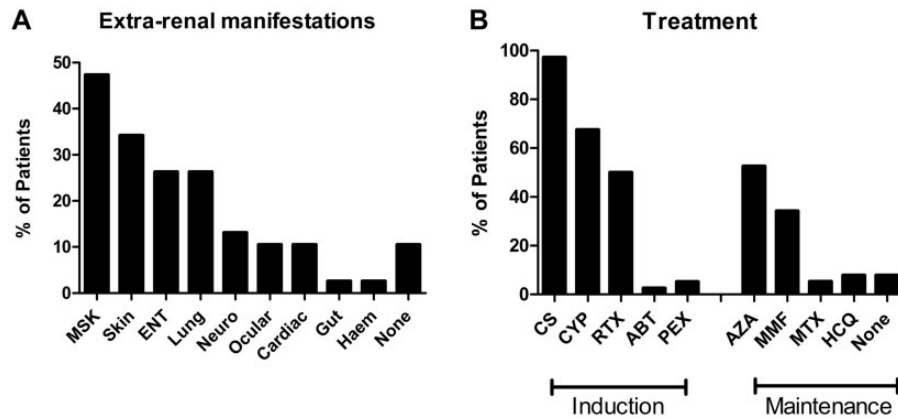 A Extra-renal manifestations
% of Patients
50
40
30
20
10
0
MSK Skin ENT Lung Neuro Ocular Cardiac Gut Haem None
B Treatment
% of Patients
100
80
60
40
20
0
CS CYP RTX ABT PEX AZA MMF MTX HCQ None
Induction Maintenance